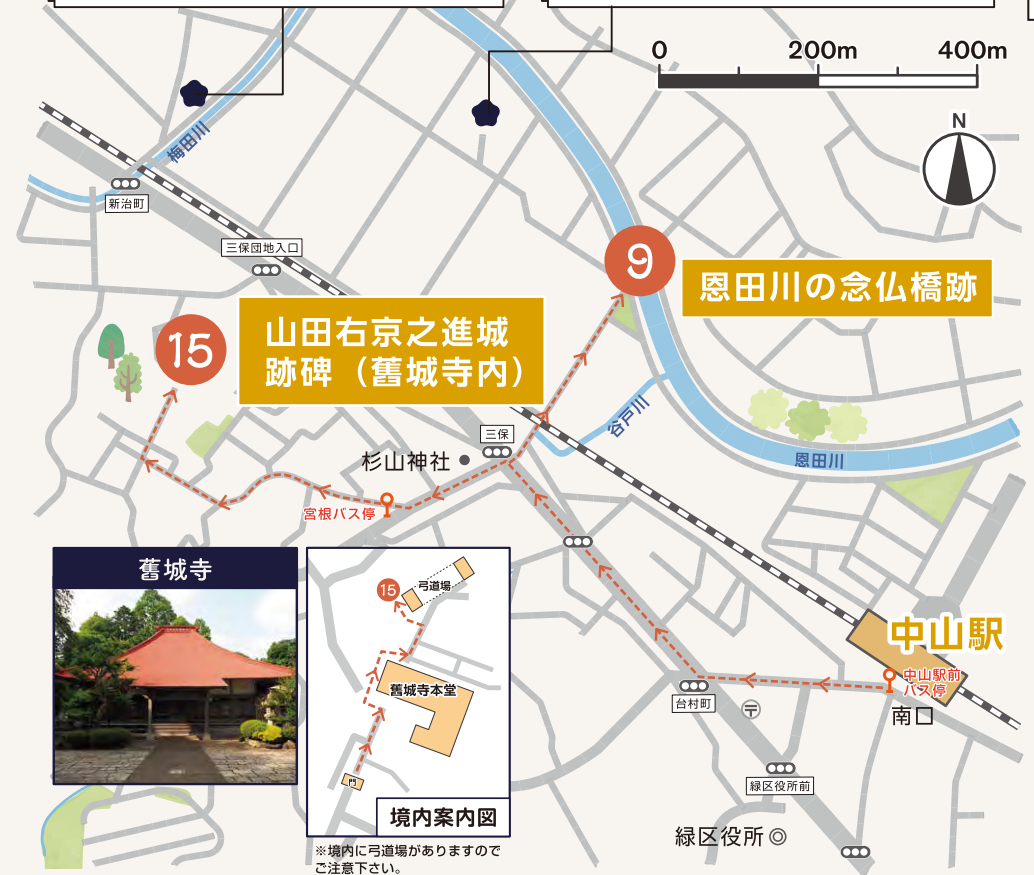 0 200m 400m
N
梅田川
新治町
三保団地入口
9
恩田川の念仏橋跡
15
山田右京之進城
跡碑（舊城寺内）
谷戸川
三保
杉山神社
恩田川
宮根バス停
舊城寺
15
弓道場
舊城寺本堂
門
境内案内図
※境内に弓道場がありますので
ご注意下さい。
中山駅
中山駅前
バス停
南口
台村町
〒
緑区役所前
緑区役所